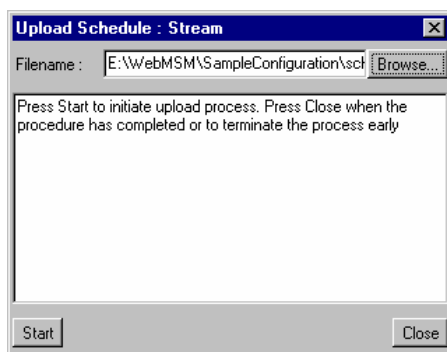 Upload Schedule : Stream
Filename : E:\WebMSM\SampleConfiguration\scl Browse...
Press Start to initiate upload process. Press Close when the
procedure has completed or to terminate the process early
Start Close